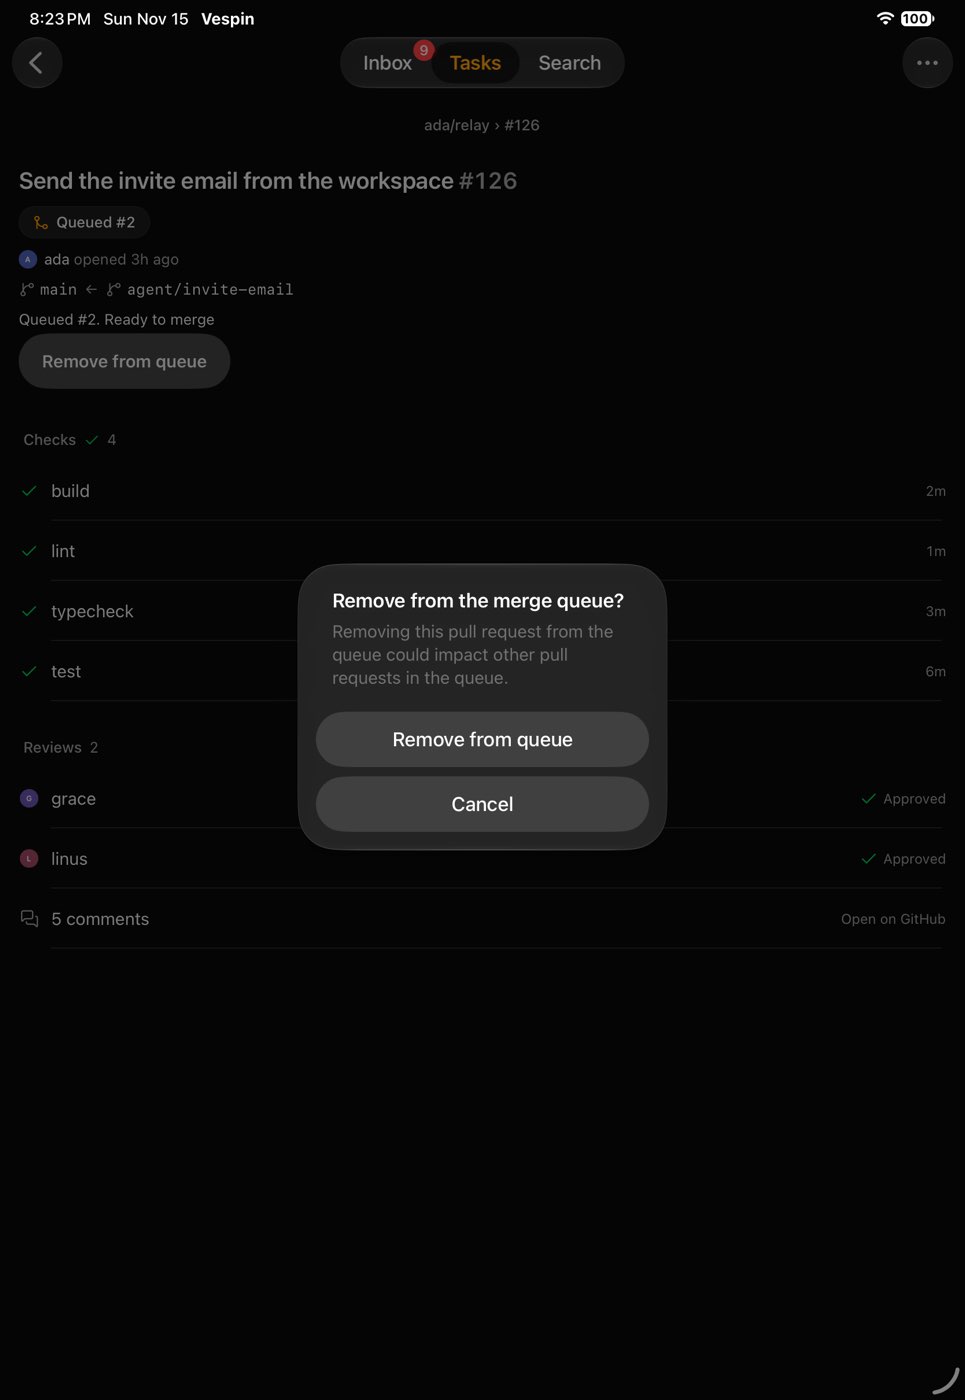 8:23 PM Sun Nov 15 Vespin
100
Inbox 9 Tasks Search
ada/relay › #126
Send the invite email from the workspace #126
Queued #2
A ada opened 3h ago
main ← agent/invite-email
Queued #2. Ready to merge
Remove from queue
Checks 4
build 2m
lint 1m
typecheck 3m
test 6m
Remove from the merge queue?
Removing this pull request from the
queue could impact other pull
requests in the queue.
Remove from queue
Cancel
Reviews 2
G grace Approved
L linus Approved
5 comments Open on GitHub